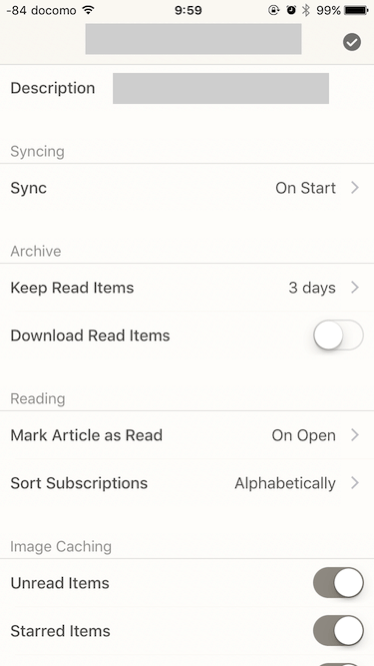 -84 docomo 9:59 99%
Description
Syncing
Sync On Start
Archive
Keep Read Items 3 days
Download Read Items
Reading
Mark Article as Read On Open
Sort Subscriptions Alphabetically
Image Caching
Unread Items
Starred Items